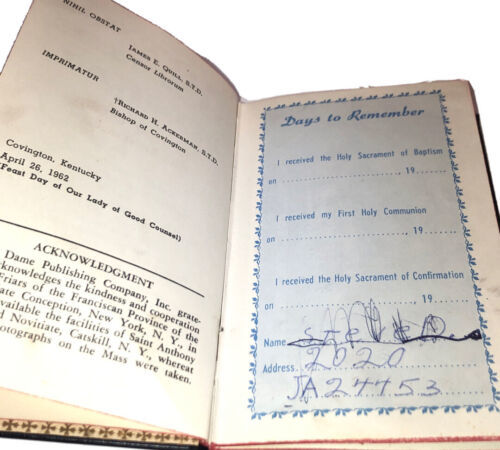 NIHIL OBSTAT
JAMES E. QUILL, S.T.D.
Censor Librorum
IMPRIMATUR
†RICHARD H. ACKERMAN, S.T.D.
Bishop of Covington
Covington, Kentucky
April 26, 1962
(Feast Day of Our Lady of Good Counsel)
ACKNOWLEDGMENT
Dame Publishing Company, Inc. grate-
cknowledges the kindness and cooperation
Friars of the Franciscan Province of the
ate Conception, New York, N. Y., in
vailable the facilities of Saint Anthony
d Novitiate, Catskill, N. Y., whereat
otographs on the Mass were taken.
Days to Remember
I received the Holy Sacrament of Baptism
on ................................., 19.......
I received my First Holy Communion
on ................................., 19.......
I received the Holy Sacrament of Confirmation
on ................................., 19.......
Name
Address 2020
JA24453